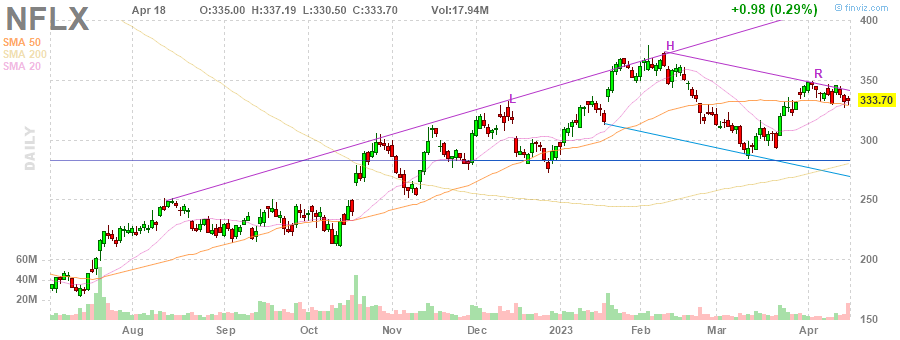 NFLX Apr 18 O:335.00 H:337.19 L:330.50 C:333.70 Vol:17.94M +0.98 (0.29%) finviz.com
SMA 50
SMA 200
SMA 20
DAILY
L
H
R
400
350
333.70
300
250
200
150
60M
40M
20M
Aug Sep Oct Nov Dec 2023 Feb Mar Apr